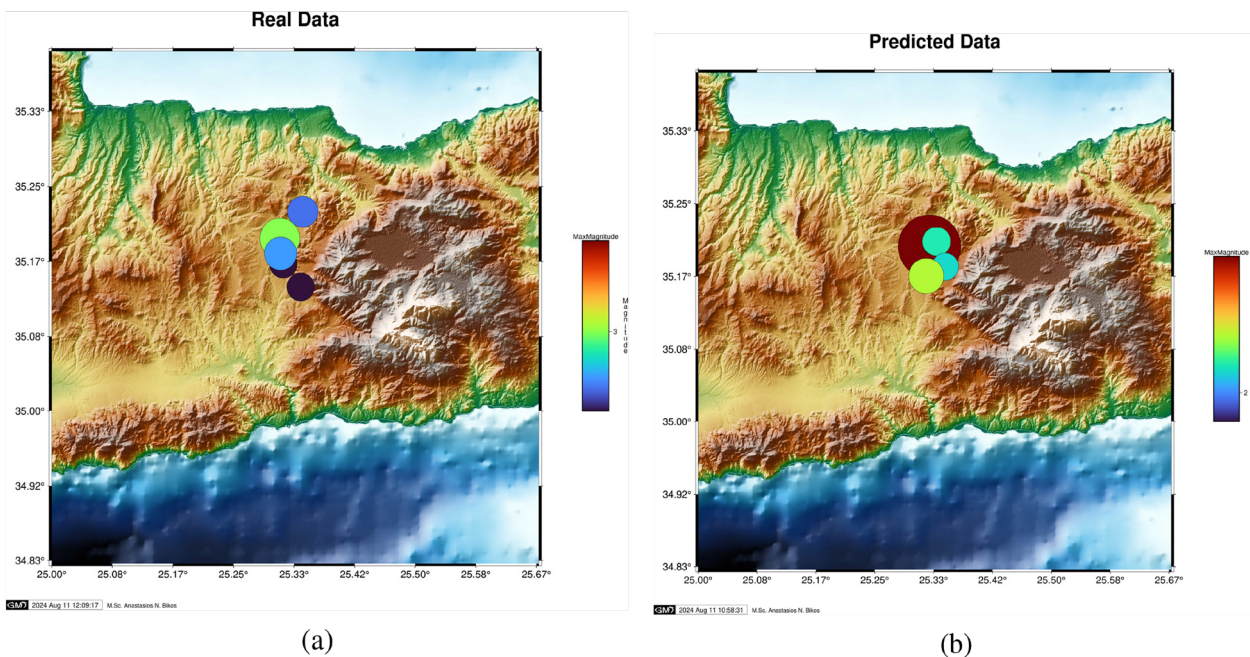 Real Data
35.33°
35.25°
35.17°
35.08°
35.00°
34.92°
34.83°
25.00°
25.08°
25.17°
25.25°
25.33°
25.42°
25.50°
25.58°
25.67°
MaxMagnitude
3
Magnitude
GMT
2024 Aug 11 12:09:17
M.Sc. Anastasios N. Bikos
(a)
Predicted Data
35.33°
35.25°
35.17°
35.08°
35.00°
34.92°
34.83°
25.00°
25.08°
25.17°
25.25°
25.33°
25.42°
25.50°
25.58°
25.67°
MaxMagnitude
2
GMT
2024 Aug 11 10:58:31
M.Sc. Anastasios N. Bikos
(b)